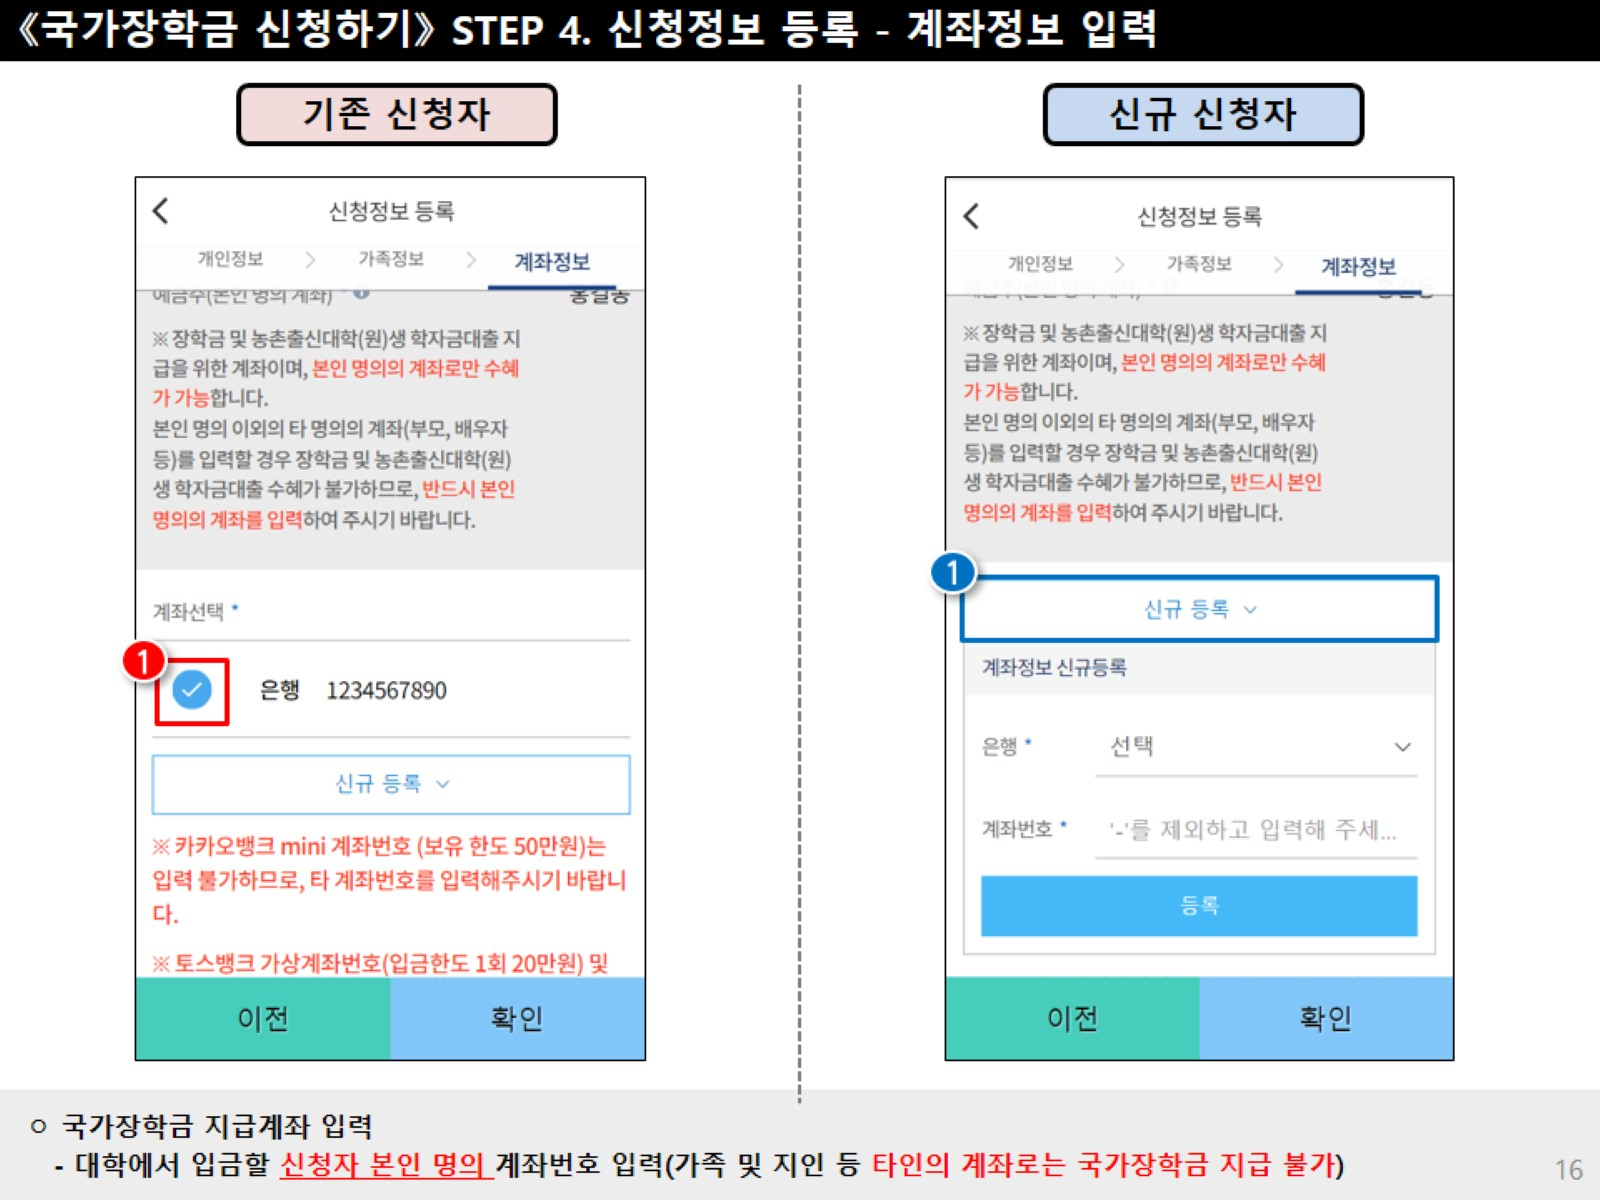 《국가장학금 신청하기》 STEP 4. 신청정보 등록 - 계좌정보 입력
기존 신청자
신청정보 등록
개인정보 > 가족정보 > 계좌정보
예금주(본인 명의 계좌) * 홍길동
※ 장학금 및 농촌출신대학(원)생 학자금대출 지
급을 위한 계좌이며, 본인 명의의 계좌로만 수혜
가 가능합니다.
본인 명의 이외의 타 명의의 계좌(부모, 배우자
등)를 입력할 경우 장학금 및 농촌출신대학(원)
생 학자금대출 수혜가 불가하므로, 반드시 본인
명의의 계좌를 입력하여 주시기 바랍니다.
계좌선택 *
1
은행 1234567890
신규 등록
※ 카카오뱅크 mini 계좌번호 (보유 한도 50만원)는
입력 불가하므로, 타 계좌번호를 입력해주시기 바랍니
다.
※ 토스뱅크 가상계좌번호(입금한도 1회 20만원) 및
이전 확인
신규 신청자
신청정보 등록
개인정보 > 가족정보 > 계좌정보
예금주(본인 명의 계좌) * 홍길동
※ 장학금 및 농촌출신대학(원)생 학자금대출 지
급을 위한 계좌이며, 본인 명의의 계좌로만 수혜
가 가능합니다.
본인 명의 이외의 타 명의의 계좌(부모, 배우자
등)를 입력할 경우 장학금 및 농촌출신대학(원)
생 학자금대출 수혜가 불가하므로, 반드시 본인
명의의 계좌를 입력하여 주시기 바랍니다.
1
신규 등록
계좌정보 신규등록
은행 * 선택
계좌번호 * '-'를 제외하고 입력해 주세...
등록
이전 확인
○ 국가장학금 지급계좌 입력
- 대학에서 입금할 신청자 본인 명의 계좌번호 입력(가족 및 지인 등 타인의 계좌로는 국가장학금 지급 불가)
16